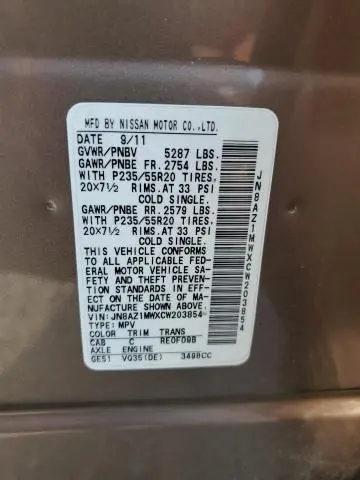 MFD BY NISSAN MOTOR CO.,LTD.
DATE 9/11
GVWR/PNBV 5287 LBS.
GAWR/PNBE FR. 2754 LBS.
WITH P235/55R20 TIRES.
20X7½ RIMS.AT 33 PSI
COLD SINGLE.
GAWR/PNBE RR. 2579 LBS.
WITH P235/55R20 TIRES.
20X7½ RIMS.AT 33 PSI
COLD SINGLE.
THIS VEHICLE CONFORMS
TO ALL APPLICABLE FED-
ERAL MOTOR VEHICLE SA-
FETY AND THEFT PREVEN-
TION STANDARDS IN EFFECT
ON THE DATE OF MA-
NUFACTURE SHOWN ABOVE.
VIN:JN8AZ1MWXCW203854
TYPE:MPV
COLOR TRIM TRANS
CAB C RE0F09B
AXLE ENGINE
GE51 VQ35(DE) 3498CC
JN8AZ1MWXCW203854